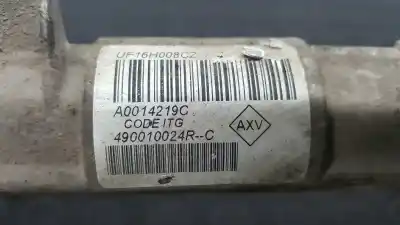 UF16H008CZ
A0014219C
CODE ITG
490010024R--C
AXV